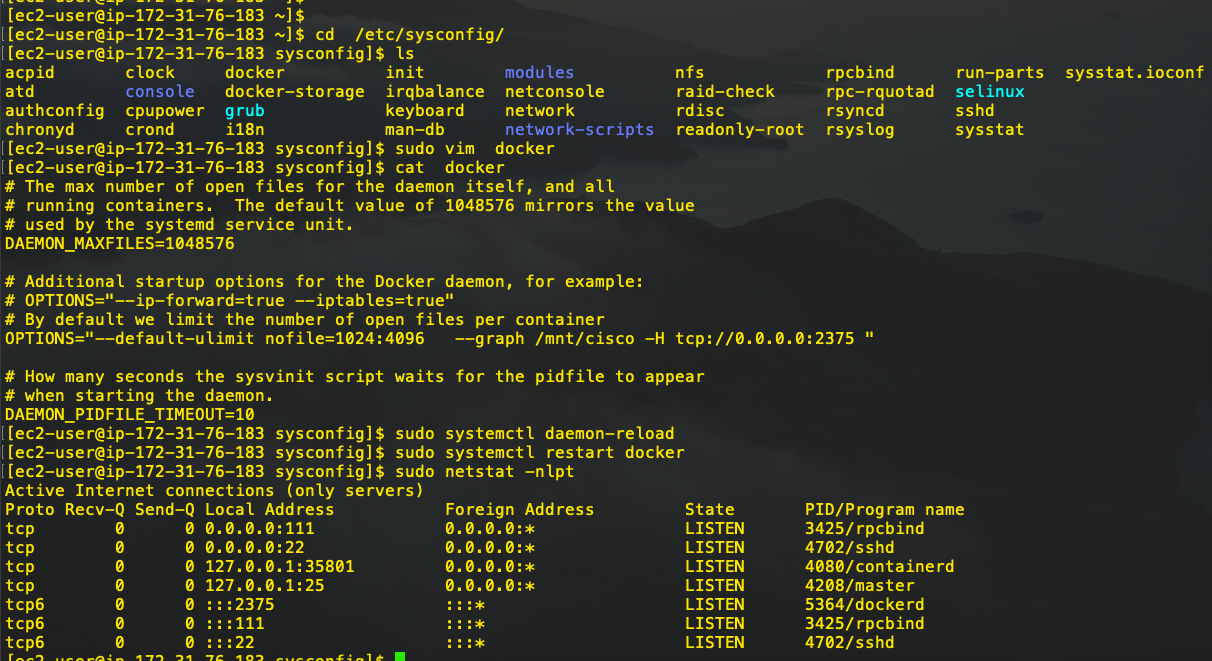 [ec2-user@ip-172-31-76-183 ~]$
[[ec2-user@ip-172-31-76-183 ~]$
[[ec2-user@ip-172-31-76-183 ~]$ cd  /etc/sysconfig/
[[ec2-user@ip-172-31-76-183 sysconfig]$ ls
acpid       clock     docker          init        modules          nfs            rpcbind      run-parts  sysstat.ioconf
atd         console   docker-storage  irqbalance  netconsole       raid-check     rpc-rquotad  selinux
authconfig  cpupower  grub            keyboard    network          rdisc          rsyncd       sshd
chronyd     crond     i18n            man-db      network-scripts  readonly-root  rsyslog      sysstat
[[ec2-user@ip-172-31-76-183 sysconfig]$ sudo vim  docker
[[ec2-user@ip-172-31-76-183 sysconfig]$ cat  docker
# The max number of open files for the daemon itself, and all
# running containers.  The default value of 1048576 mirrors the value
# used by the systemd service unit.
DAEMON_MAXFILES=1048576

# Additional startup options for the Docker daemon, for example:
# OPTIONS="--ip-forward=true --iptables=true"
# By default we limit the number of open files per container
OPTIONS="--default-ulimit nofile=1024:4096   --graph /mnt/cisco -H tcp://0.0.0.0:2375 "

# How many seconds the sysvinit script waits for the pidfile to appear
# when starting the daemon.
DAEMON_PIDFILE_TIMEOUT=10
[[ec2-user@ip-172-31-76-183 sysconfig]$ sudo systemctl daemon-reload
[[ec2-user@ip-172-31-76-183 sysconfig]$ sudo systemctl restart docker
[[ec2-user@ip-172-31-76-183 sysconfig]$ sudo netstat -nlpt
Active Internet connections (only servers)
Proto Recv-Q Send-Q Local Address           Foreign Address         State       PID/Program name
tcp        0      0 0.0.0.0:111             0.0.0.0:*               LISTEN      3425/rpcbind
tcp        0      0 0.0.0.0:22              0.0.0.0:*               LISTEN      4702/sshd
tcp        0      0 127.0.0.1:35801         0.0.0.0:*               LISTEN      4080/containerd
tcp        0      0 127.0.0.1:25            0.0.0.0:*               LISTEN      4208/master
tcp6       0      0 :::2375                 :::*                    LISTEN      5364/dockerd
tcp6       0      0 :::111                  :::*                    LISTEN      3425/rpcbind
tcp6       0      0 :::22                   :::*                    LISTEN      4702/sshd
[ec2-user@ip-172-31-76-183 sysconfig]$